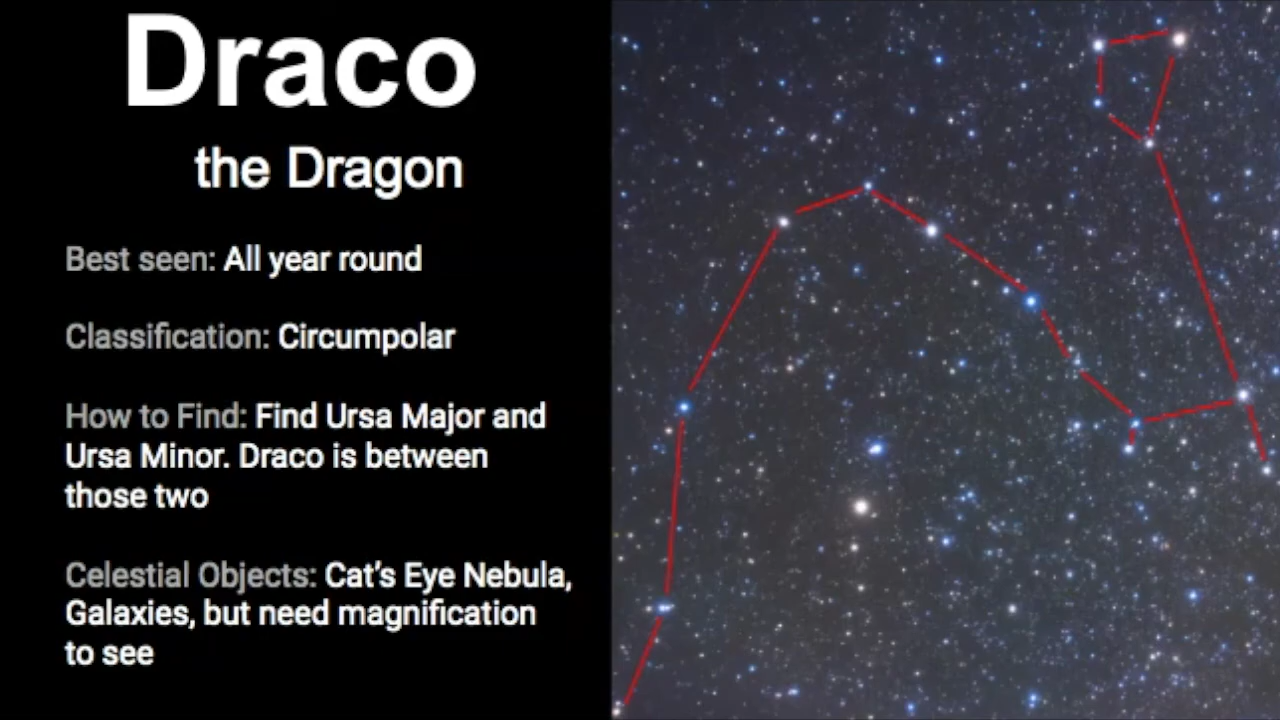 Draco
the Dragon
Best seen: All year round
Classification: Circumpolar
How to Find: Find Ursa Major and
Ursa Minor. Draco is between
those two
Celestial Objects: Cat's Eye Nebula,
Galaxies, but need magnification
to see